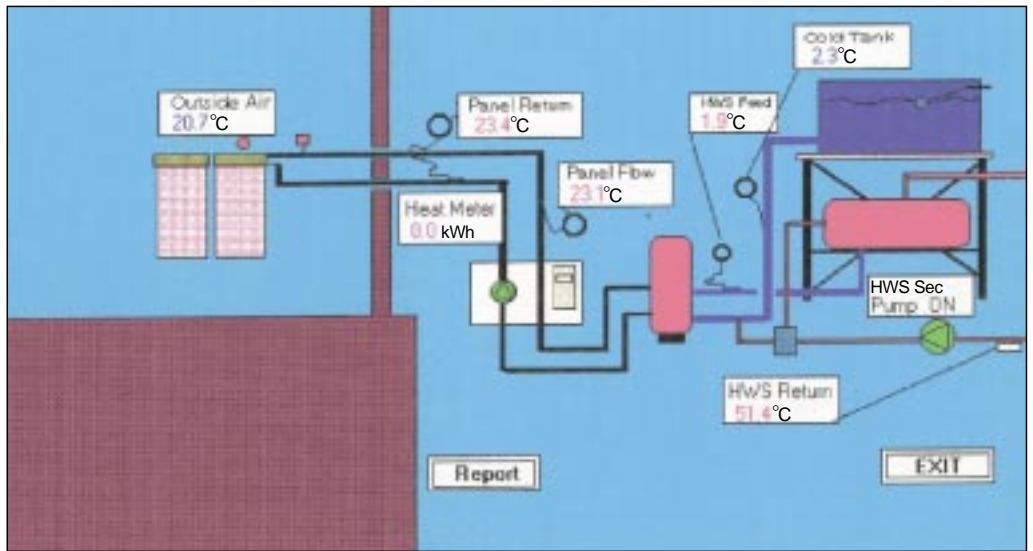 Cold Tank
2.3°C
Outside Air
20.7°C
Panel Return
23.4°C
HWS Feed
1.9°C
Panel Flow
23.1°C
Heat Meter
0.0 kWh
HWS Sec
Pump ON
HWS Return
51.4°C
Report
EXIT